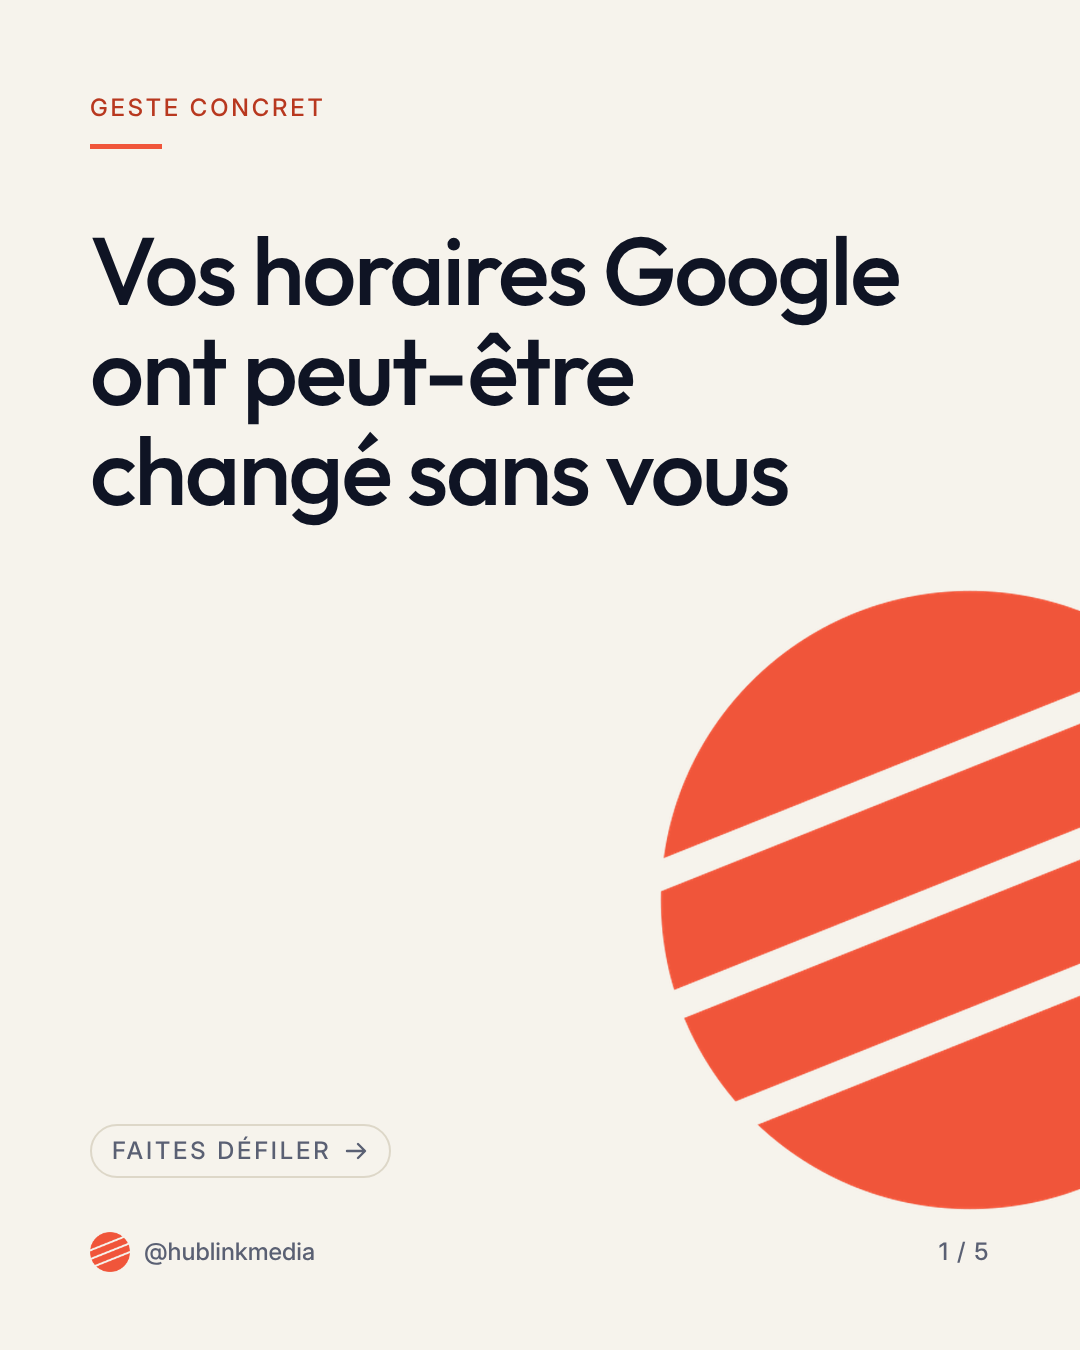 GESTE CONCRET
Vos horaires Google
ont peut-être
changé sans vous
FAITES DÉFILER →
@hublinkmedia
1 / 5